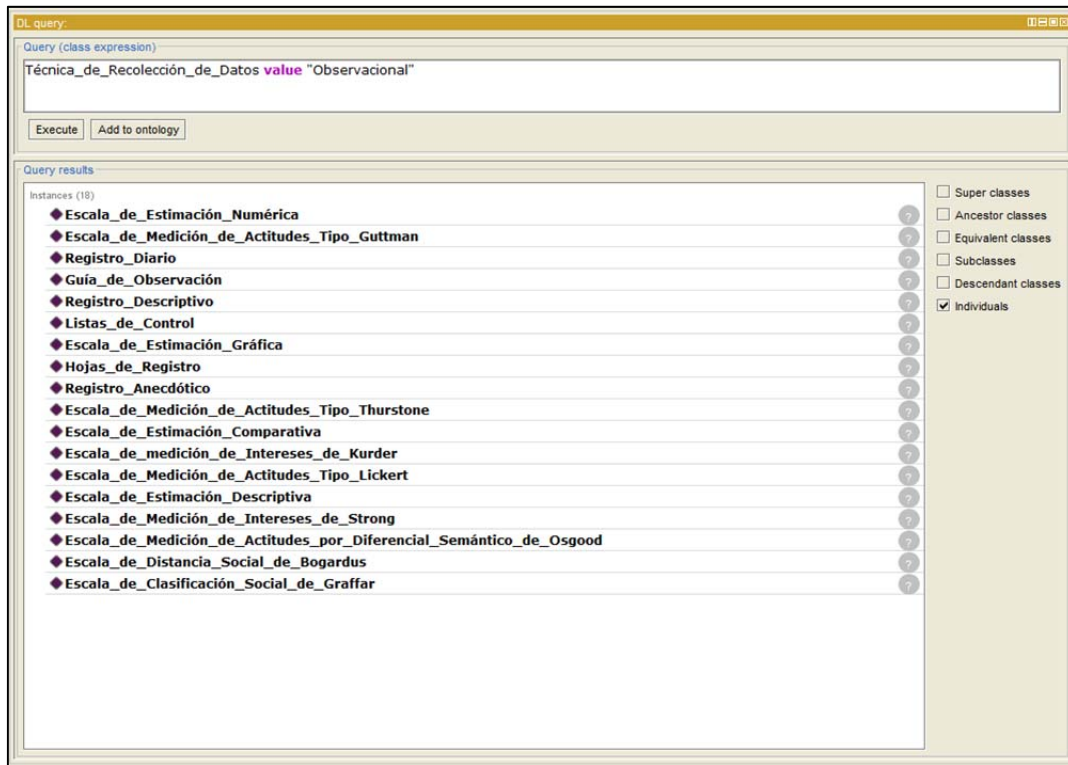 DL query:
Query (class expression)
Técnica_de_Recolección_de_Datos value "Observacional"
Execute
Add to ontology
Query results
Instances (18)
Escala_de_Estimación_Numérica
Escala_de_Medición_de_Actitudes_Tipo_Guttman
Registro_Diario
Guía_de_Observación
Registro_Descriptivo
Listas_de_Control
Escala_de_Estimación_Gráfica
Hojas_de_Registro
Registro_Anecdótico
Escala_de_Medición_de_Actitudes_Tipo_Thurstone
Escala_de_Estimación_Comparativa
Escala_de_medición_de_Intereses_de_Kurder
Escala_de_Medición_de_Actitudes_Tipo_Lickert
Escala_de_Estimación_Descriptiva
Escala_de_Medición_de_Intereses_de_Strong
Escala_de_Medición_de_Actitudes_por_Diferencial_Semántico_de_Osgood
Escala_de_Distancia_Social_de_Bogardus
Escala_de_Clasificación_Social_de_Graffar
Super classes
Ancestor classes
Equivalent classes
Subclasses
Descendant classes
Individuals